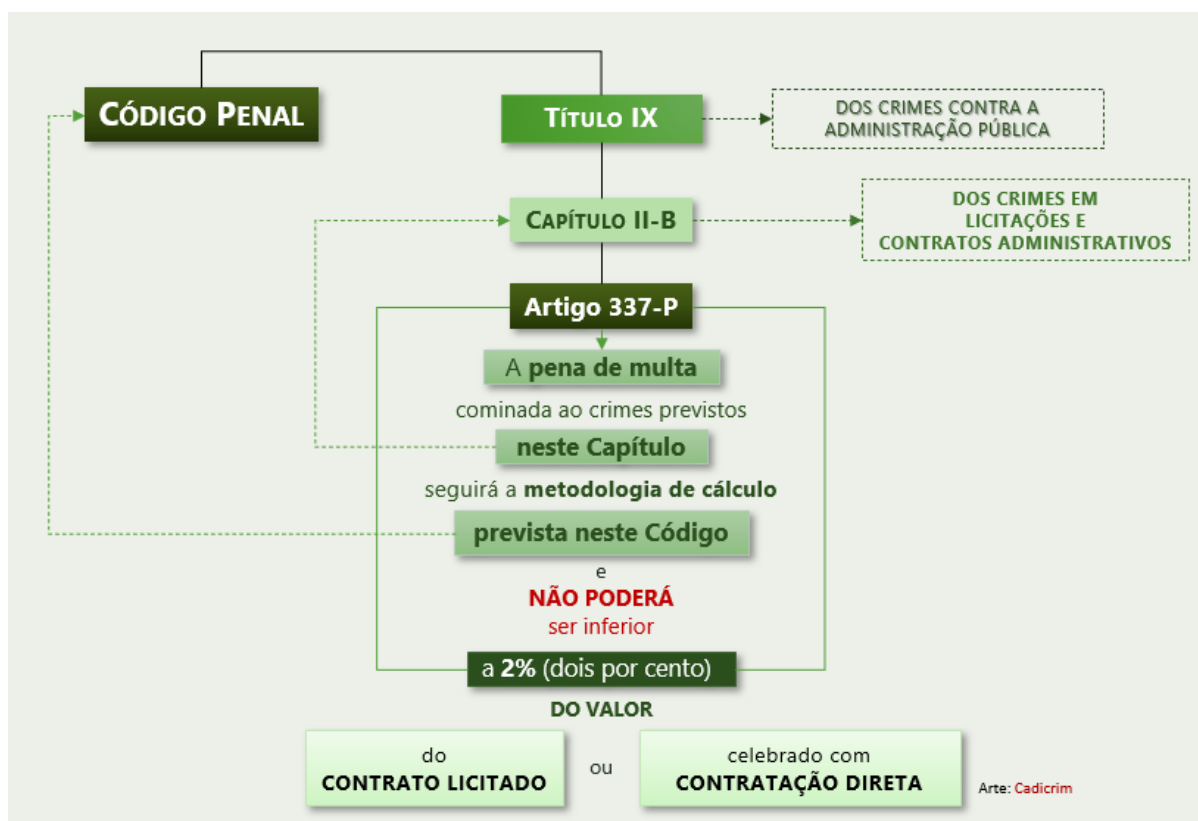 CÓDIGO PENAL
TÍTULO IX
DOS CRIMES CONTRA A
ADMINISTRAÇÃO PÚBLICA
CAPÍTULO II-B
DOS CRIMES EM
LICITAÇÕES E
CONTRATOS ADMINISTRATIVOS
Artigo 337-P
A pena de multa
cominada ao crimes previstos
neste Capítulo
seguirá a metodologia de cálculo
prevista neste Código
e
NÃO PODERÁ
ser inferior
a 2% (dois por cento)
DO VALOR
do
CONTRATO LICITADO
ou
celebrado com
CONTRATAÇÃO DIRETA
Arte: Cadicrim